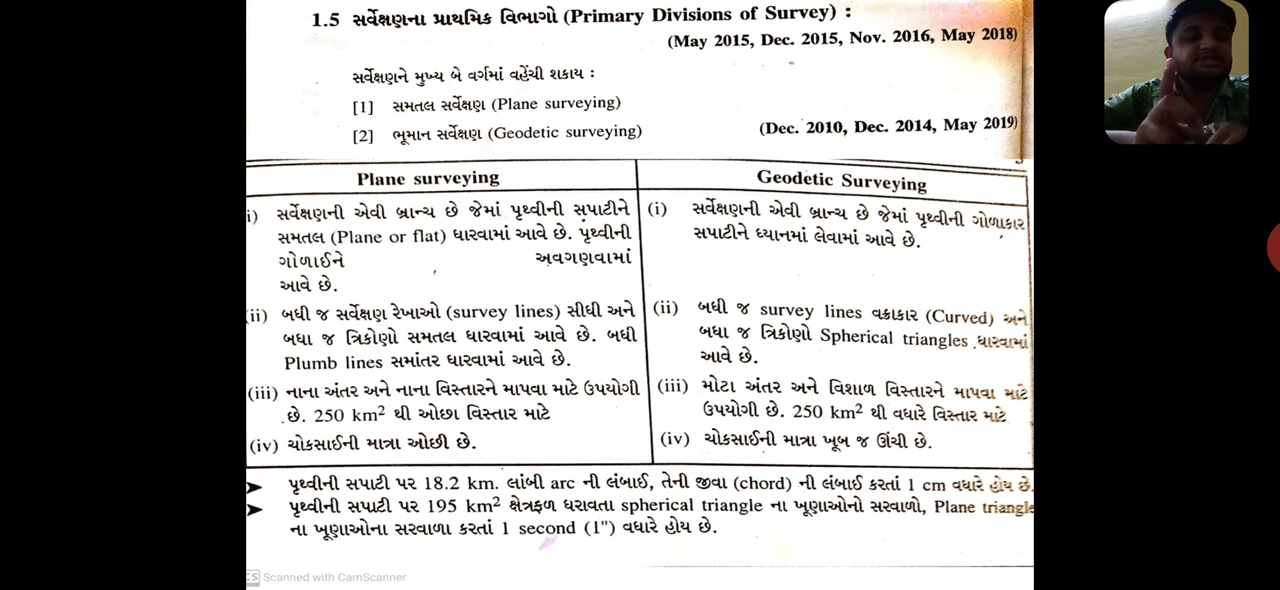 1.5 સર્વેક્ષણના પ્રાથમિક વિભાગો (Primary Divisions of Survey) :
(May 2015, Dec. 2015, Nov. 2016, May 2018)
સર્વેક્ષણને મુખ્ય બે વર્ગમાં વહેંચી શકાય :
[1] સમતલ સર્વેક્ષણ (Plane surveying)
[2] ભૂમાન સર્વેક્ષણ (Geodetic surveying)
(Dec. 2010, Dec. 2014, May 2019)
Plane surveying
i) સર્વેક્ષણની એવી બ્રાન્ચ છે જેમાં પૃથ્વીની સપાટીને
સમતલ (Plane or flat) ધારવામાં આવે છે. પૃથ્વીની
ગોળાઈને અવગણવામાં
આવે છે.
(ii) બધી જ સર્વેક્ષણ રેખાઓ (survey lines) સીધી અને
બધા જ ત્રિકોણો સમતલ ધારવામાં આવે છે. બધી
Plumb lines સમાંતર ધારવામાં આવે છે.
(iii) નાના અંતર અને નાના વિસ્તારને માપવા માટે ઉપયોગી
છે. 250 km² થી ઓછા વિસ્તાર માટે
(iv) ચોકસાઈની માત્રા ઓછી છે.
Geodetic Surveying
(i) સર્વેક્ષણની એવી બ્રાન્ચ છે જેમાં પૃથ્વીની ગોળાકાર
સપાટીને ધ્યાનમાં લેવામાં આવે છે.
(ii) બધી જ survey lines વક્રાકાર (Curved) અને
બધા જ ત્રિકોણો Spherical triangles ધારવામાં
આવે છે.
(iii) મોટા અંતર અને વિશાળ વિસ્તારને માપવા માટે
ઉપયોગી છે. 250 km² થી વધારે વિસ્તાર માટે
(iv) ચોકસાઈની માત્રા ખૂબ જ ઊંચી છે.
➤ પૃથ્વીની સપાટી પર 18.2 km. લાંબી arc ની લંબાઈ, તેની જીવા (chord) ની લંબાઈ કરતાં 1 cm વધારે હોય છે.
➤ પૃથ્વીની સપાટી પર 195 km² ક્ષેત્રફળ ધરાવતા spherical triangle ના ખૂણાઓનો સરવાળો, Plane triangle
ના ખૂણાઓના સરવાળા કરતાં 1 second (1") વધારે હોય છે.
CS Scanned with CamScanner